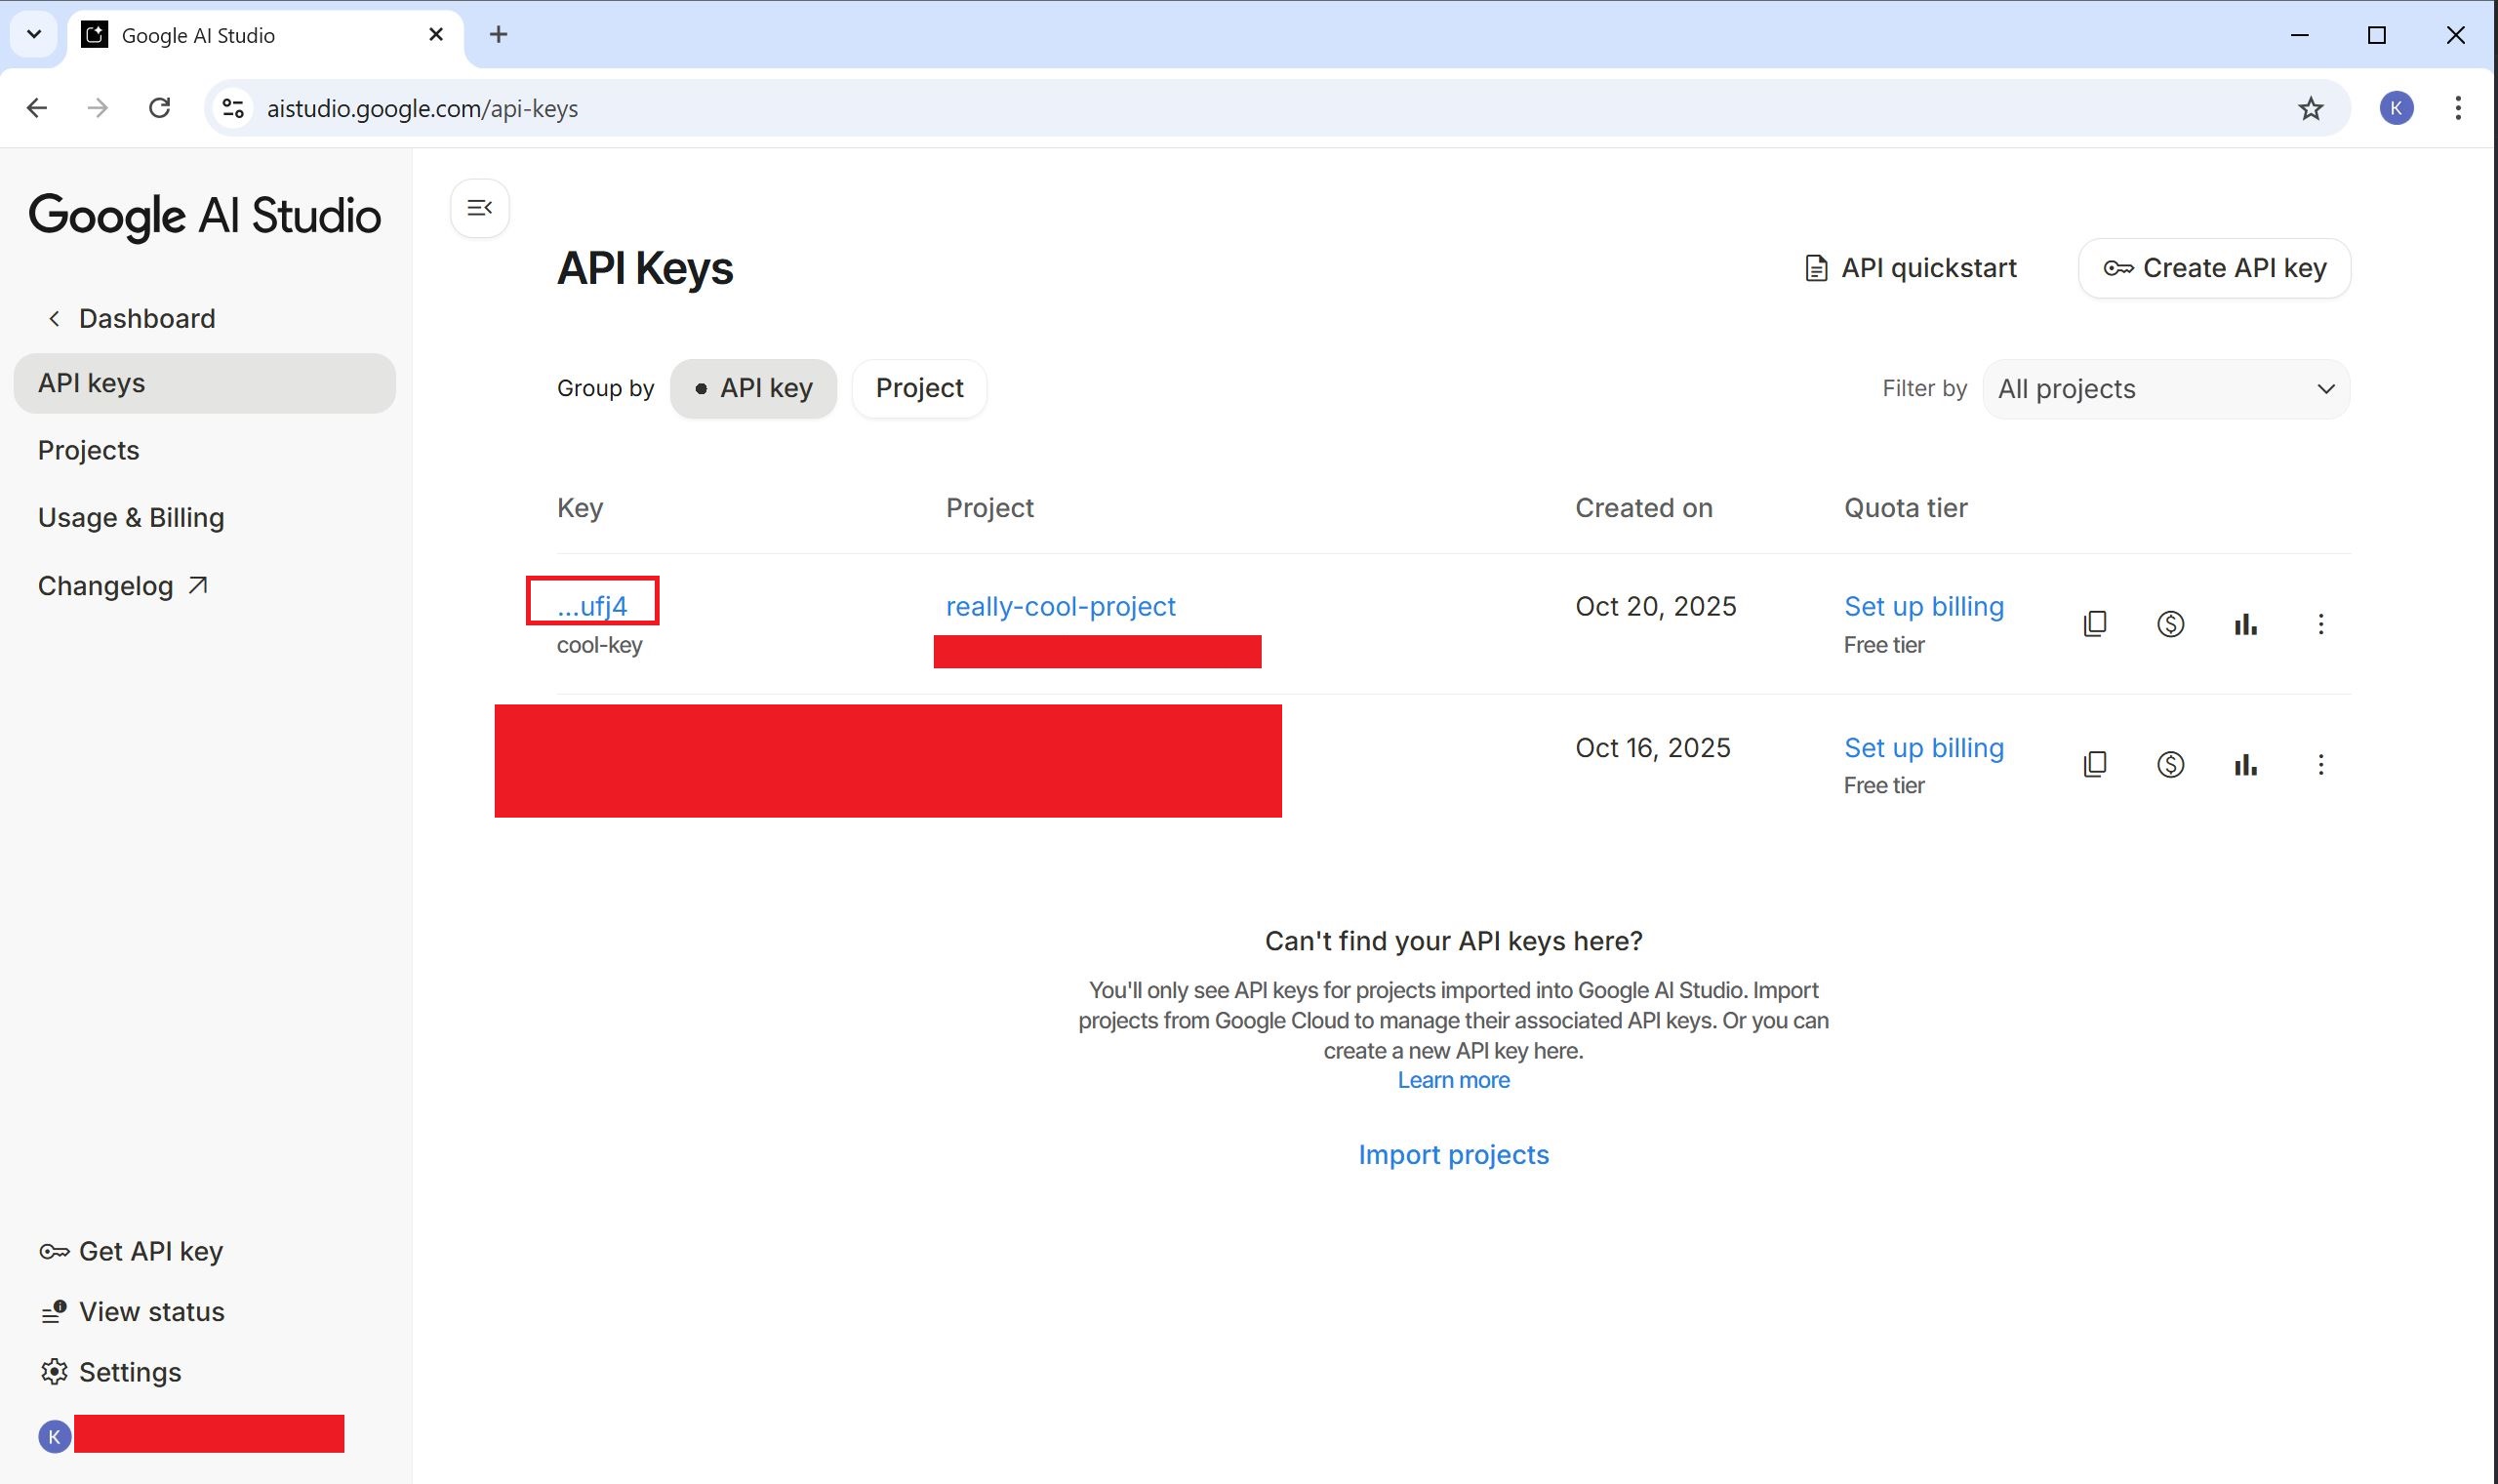 Google AI Studio
aistudio.google.com/api-keys
K
Google AI Studio
Dashboard
API keys
Projects
Usage & Billing
Changelog
API Keys
API quickstart
Create API key
Group by
API key
Project
Filter by
All projects
Key
Project
Created on
Quota tier
...ufj4
really-cool-project
Oct 20, 2025
Set up billing
cool-key
Free tier
Oct 16, 2025
Set up billing
Free tier
Can't find your API keys here?
You'll only see API keys for projects imported into Google AI Studio. Import
projects from Google Cloud to manage their associated API keys. Or you can
create a new API key here.
Learn more
Import projects
Get API key
View status
Settings
K